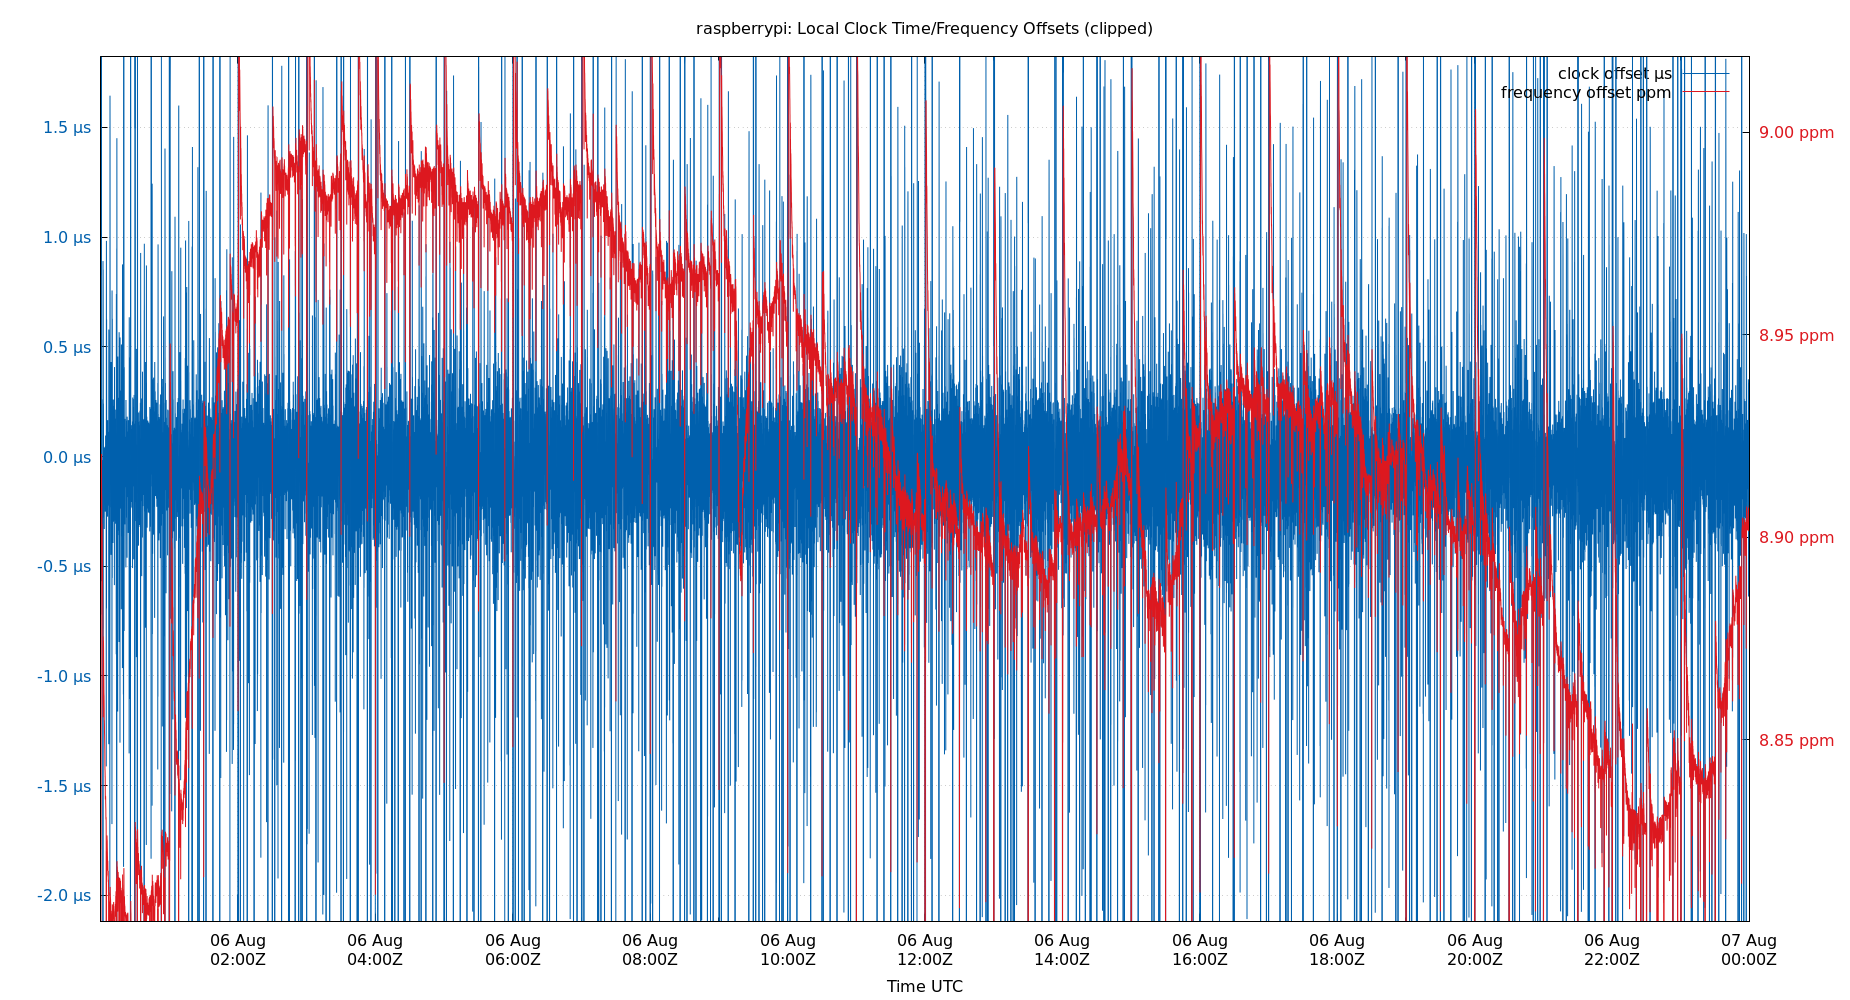 raspberrypi: Local Clock Time/Frequency Offsets (clipped)
clock offset µs
frequency offset ppm
1.5 µs
1.0 µs
0.5 µs
0.0 µs
-0.5 µs
-1.0 µs
-1.5 µs
-2.0 µs
9.00 ppm
8.95 ppm
8.90 ppm
8.85 ppm
06 Aug 06 Aug 06 Aug 06 Aug 06 Aug 06 Aug 06 Aug 06 Aug 06 Aug 06 Aug 06 Aug 07 Aug
02:00Z 04:00Z 06:00Z 08:00Z 10:00Z 12:00Z 14:00Z 16:00Z 18:00Z 20:00Z 22:00Z 00:00Z
Time UTC